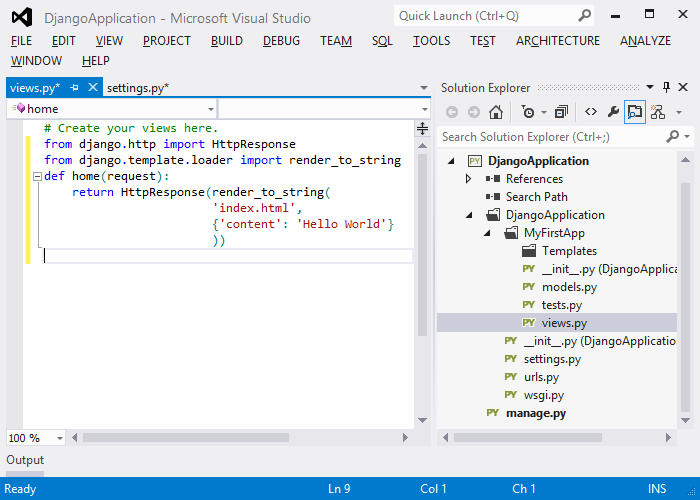 DjangoApplication - Microsoft Visual Studio
Quick Launch (Ctrl+Q)
FILE EDIT VIEW PROJECT BUILD DEBUG TEAM SQL TOOLS TEST ARCHITECTURE ANALYZE
WINDOW HELP
views.py* settings.py*
home
# Create your views here.
from django.http import HttpResponse
from django.template.loader import render_to_string
def home(request):
return HttpResponse(render_to_string(
'index.html',
{'content': 'Hello World'}
))
100 %
Solution Explorer
Search Solution Explorer (Ctrl+;)
PY DjangoApplication
References
Search Path
DjangoApplication
MyFirstApp
Templates
PY __init__.py (DjangoApplica
PY models.py
PY tests.py
PY views.py
PY __init__.py (DjangoApplication
PY settings.py
PY urls.py
PY wsgi.py
PY manage.py
Output
Ready Ln 9 Col 1 Ch 1 INS